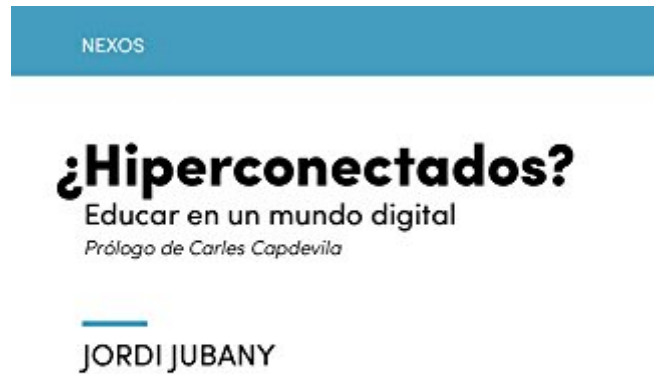 NEXOS
¿Hiperconectados?
Educar en un mundo digital
Prólogo de Carles Capdevila
JORDI JUBANY